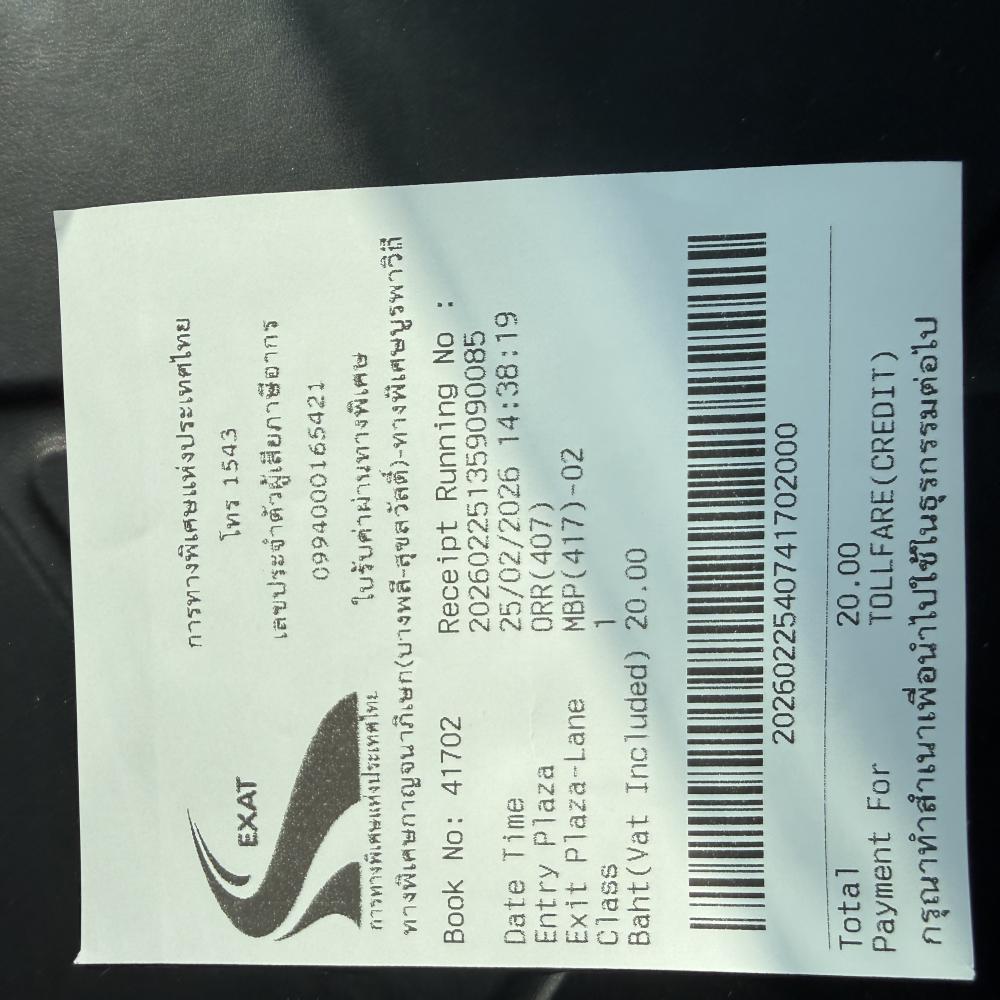 EXAT
การทางพิเศษแห่งประเทศไทย
การทางพิเศษแห่งประเทศไทย
โทร 1543
เลขประจำตัวผู้เสียภาษีอากร
0994000165421
ใบรับค่าผ่านทางพิเศษ
ทางพิเศษกาญจนาภิเษก(บางพลี-สุขสวัสดิ์)-ทางพิเศษบูรพาวิถี
Book No: 41702 Receipt Running No :
2026022513590900​85
Date Time 25/02/2026 14:38:19
Entry Plaza ORR(407)
Exit Plaza-Lane MBP(417)-02
Class 1
Baht(Vat Included) 20.00
2026022540741702000
Total 20.00
Payment For TOLLFARE(CREDIT)
กรุณาทำสำเนาเพื่อนำไปใช้ในธุรกรรมต่อไป